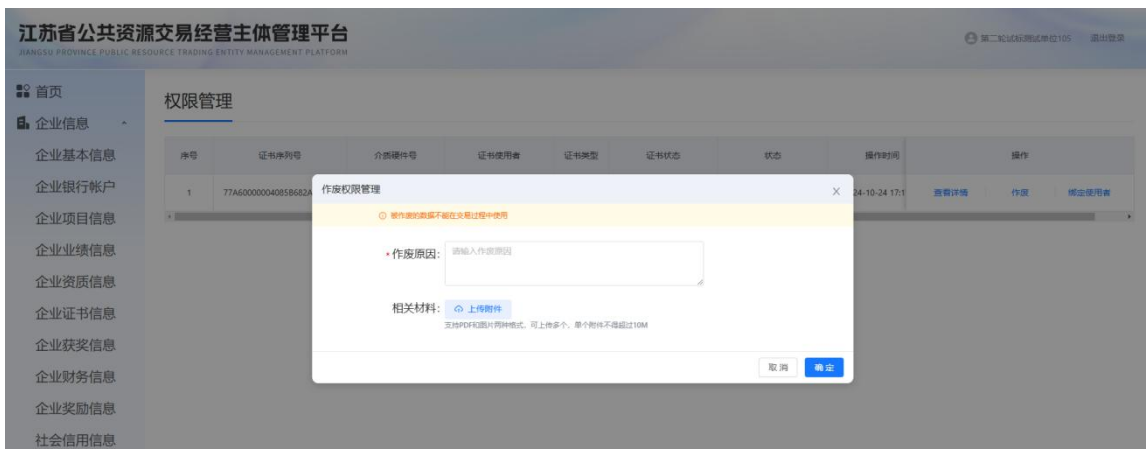 江苏省公共资源交易经营主体管理平台
JIANGSU PROVINCE PUBLIC RESOURCE TRADING ENTITY MANAGEMENT PLATFORM
第二轮试标测试单位105 退出登录
首页
企业信息
企业基本信息
企业银行帐户
企业项目信息
企业业绩信息
企业资质信息
企业证书信息
企业获奖信息
企业财务信息
企业奖励信息
社会信用信息
权限管理
序号 证书序列号 介质硬件号 证书使用者 证书类型 证书状态 状态 操作时间 操作
1 77A60000004085B682A 24-10-24 17:1 查看详情 作废 绑定使用者
作废权限管理
被作废的数据不能在交易过程中使用
*作废原因: 请输入作废原因
相关材料: 上传附件
支持PDF和图片两种格式、可上传多个、单个附件不得超过10M
取消 确定